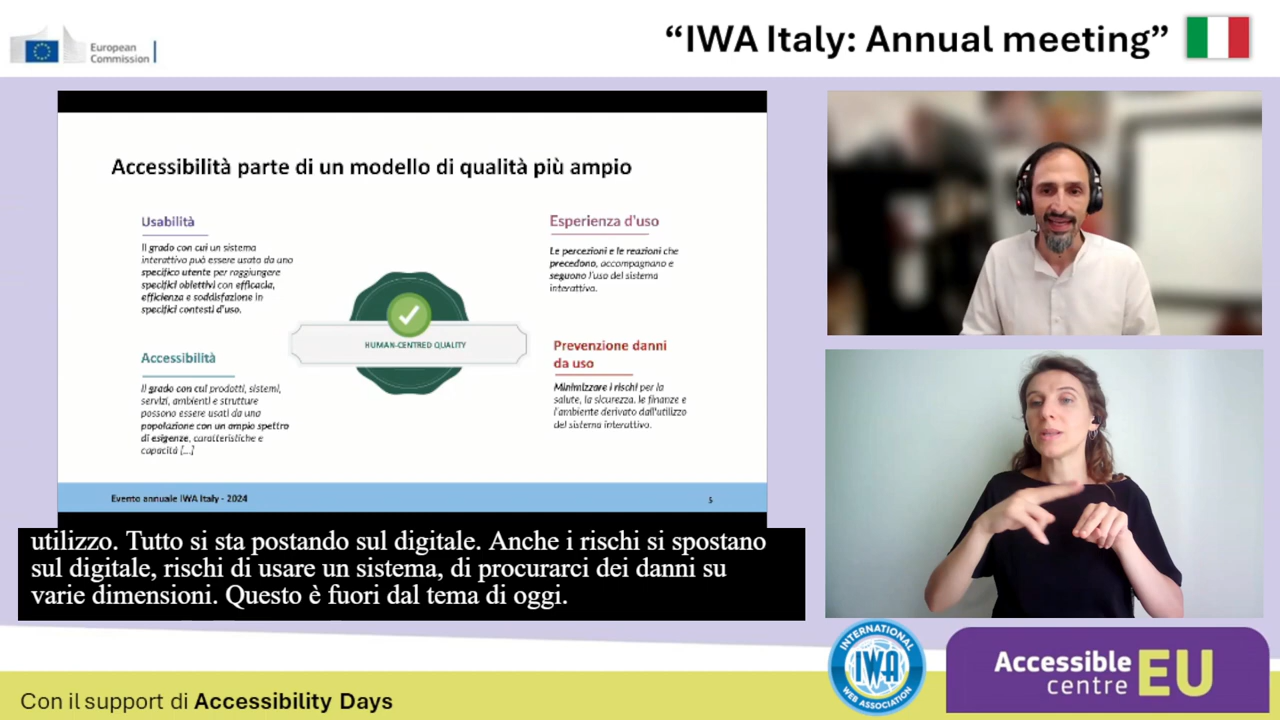 European
Commission
“IWA Italy: Annual meeting”
Accessibilità parte di un modello di qualità più ampio
Usabilità
Il grado con cui un sistema
interattivo può essere usato da uno
specifico utente per raggiungere
specifici obiettivi con efficacia,
efficienza e soddisfazione in
specifici contesti d'uso.
Accessibilità
Il grado con cui prodotti, sistemi,
servizi, ambienti e strutture
possono essere usati da una
popolazione con un ampio spettro
di esigenze, caratteristiche e
capacità [...]
HUMAN-CENTRED QUALITY
Esperienza d'uso
Le percezioni e le reazioni che
precedono, accompagnano e
seguono l'uso del sistema
interattivo.
Prevenzione danni
da uso
Minimizzare i rischi per la
salute, la sicurezza, le finanze e
l'ambiente derivato dall'utilizzo
del sistema interattivo.
Evento annuale IWA Italy - 2024
5
utilizzo. Tutto si sta postando sul digitale. Anche i rischi si spostano
sul digitale, rischi di usare un sistema, di procurarci dei danni su
varie dimensioni. Questo è fuori dal tema di oggi.
INTERNATIONAL
IWA
WEB ASSOCIATION
Accessible
centre
EU
Con il support di Accessibility Days